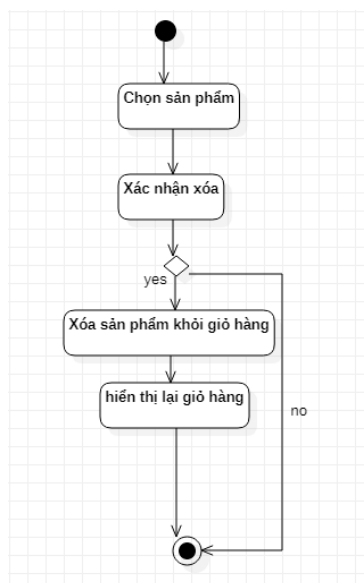 Chọn sản phẩm
Xác nhận xóa
yes
Xóa sản phẩm khỏi giỏ hàng
hiển thị lại giỏ hàng
no